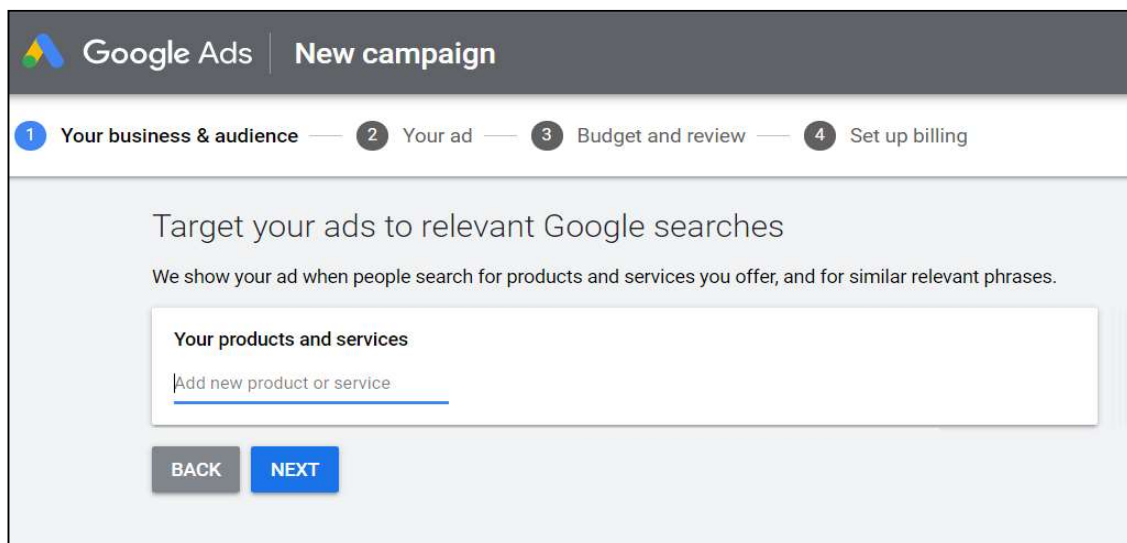 Google Ads New campaign
1 Your business & audience 2 Your ad 3 Budget and review 4 Set up billing
Target your ads to relevant Google searches
We show your ad when people search for products and services you offer, and for similar relevant phrases.
Your products and services
Add new product or service
BACK NEXT